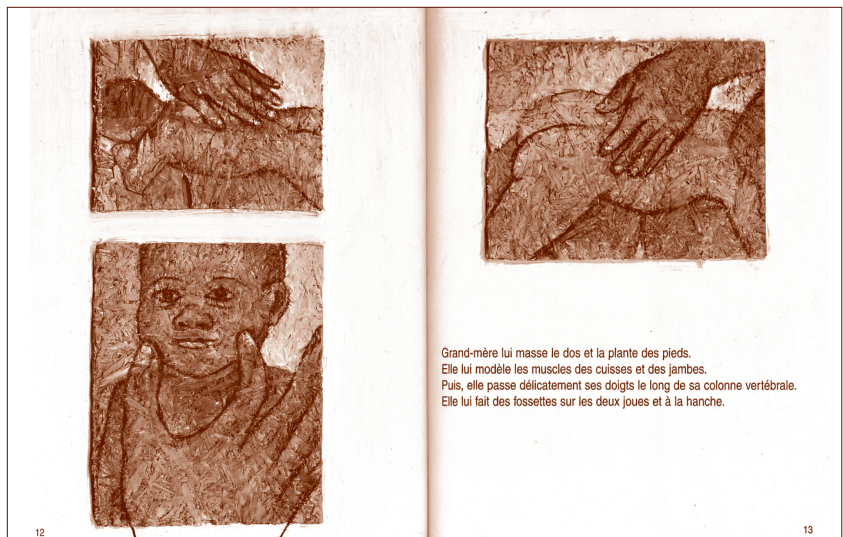 Grand-mère lui masse le dos et la plante des pieds.
Elle lui modèle les muscles des cuisses et des jambes.
Puis, elle passe délicatement ses doigts le long de sa colonne vertébrale.
Elle lui fait des fossettes sur les deux joues et à la hanche.
12
13